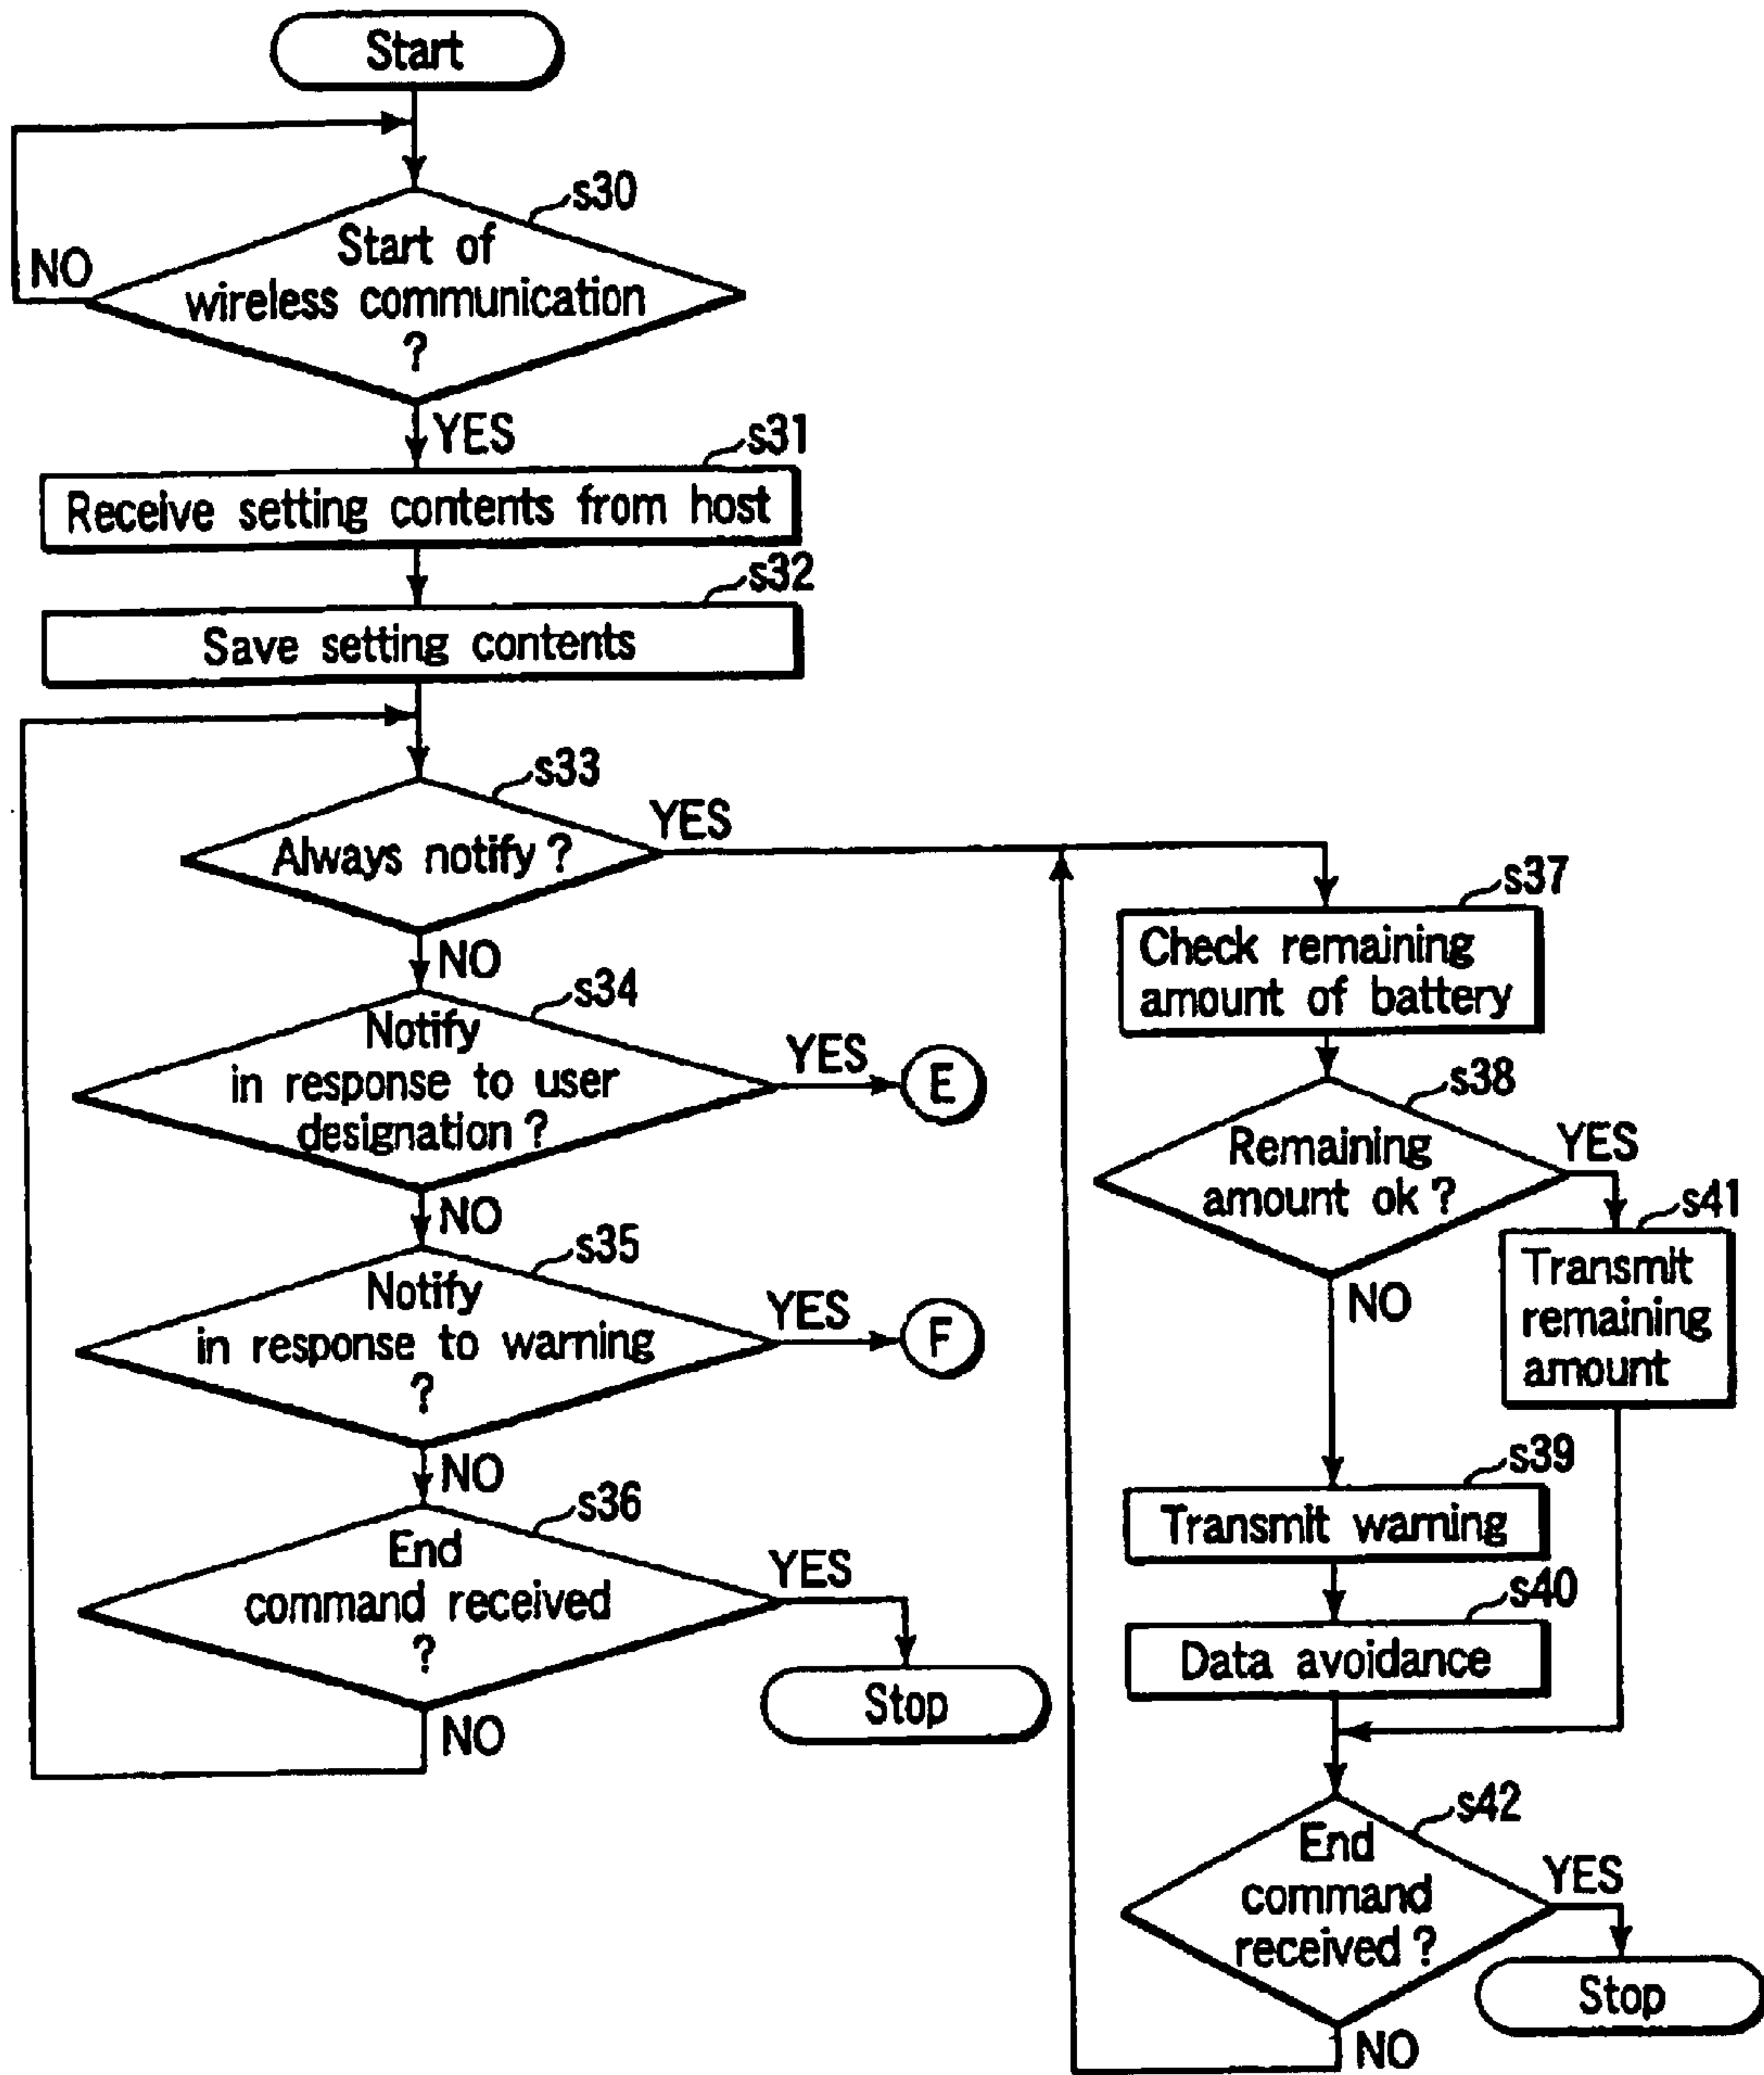 Start
s30
Start of
wireless communication
?
NO
YES
s31
Receive setting contents from host
s32
Save setting contents
s33
Always notify ?
YES
NO
s34
Notify
in response to user
designation ?
YES
E
NO
s35
Notify
in response to warning
?
YES
F
NO
s36
End
command received
?
YES
Stop
NO
s37
Check remaining
amount of battery
s38
Remaining
amount ok ?
YES
s41
Transmit
remaining
amount
NO
s39
Transmit warning
s40
Data avoidance
s42
End
command
received ?
YES
Stop
NO